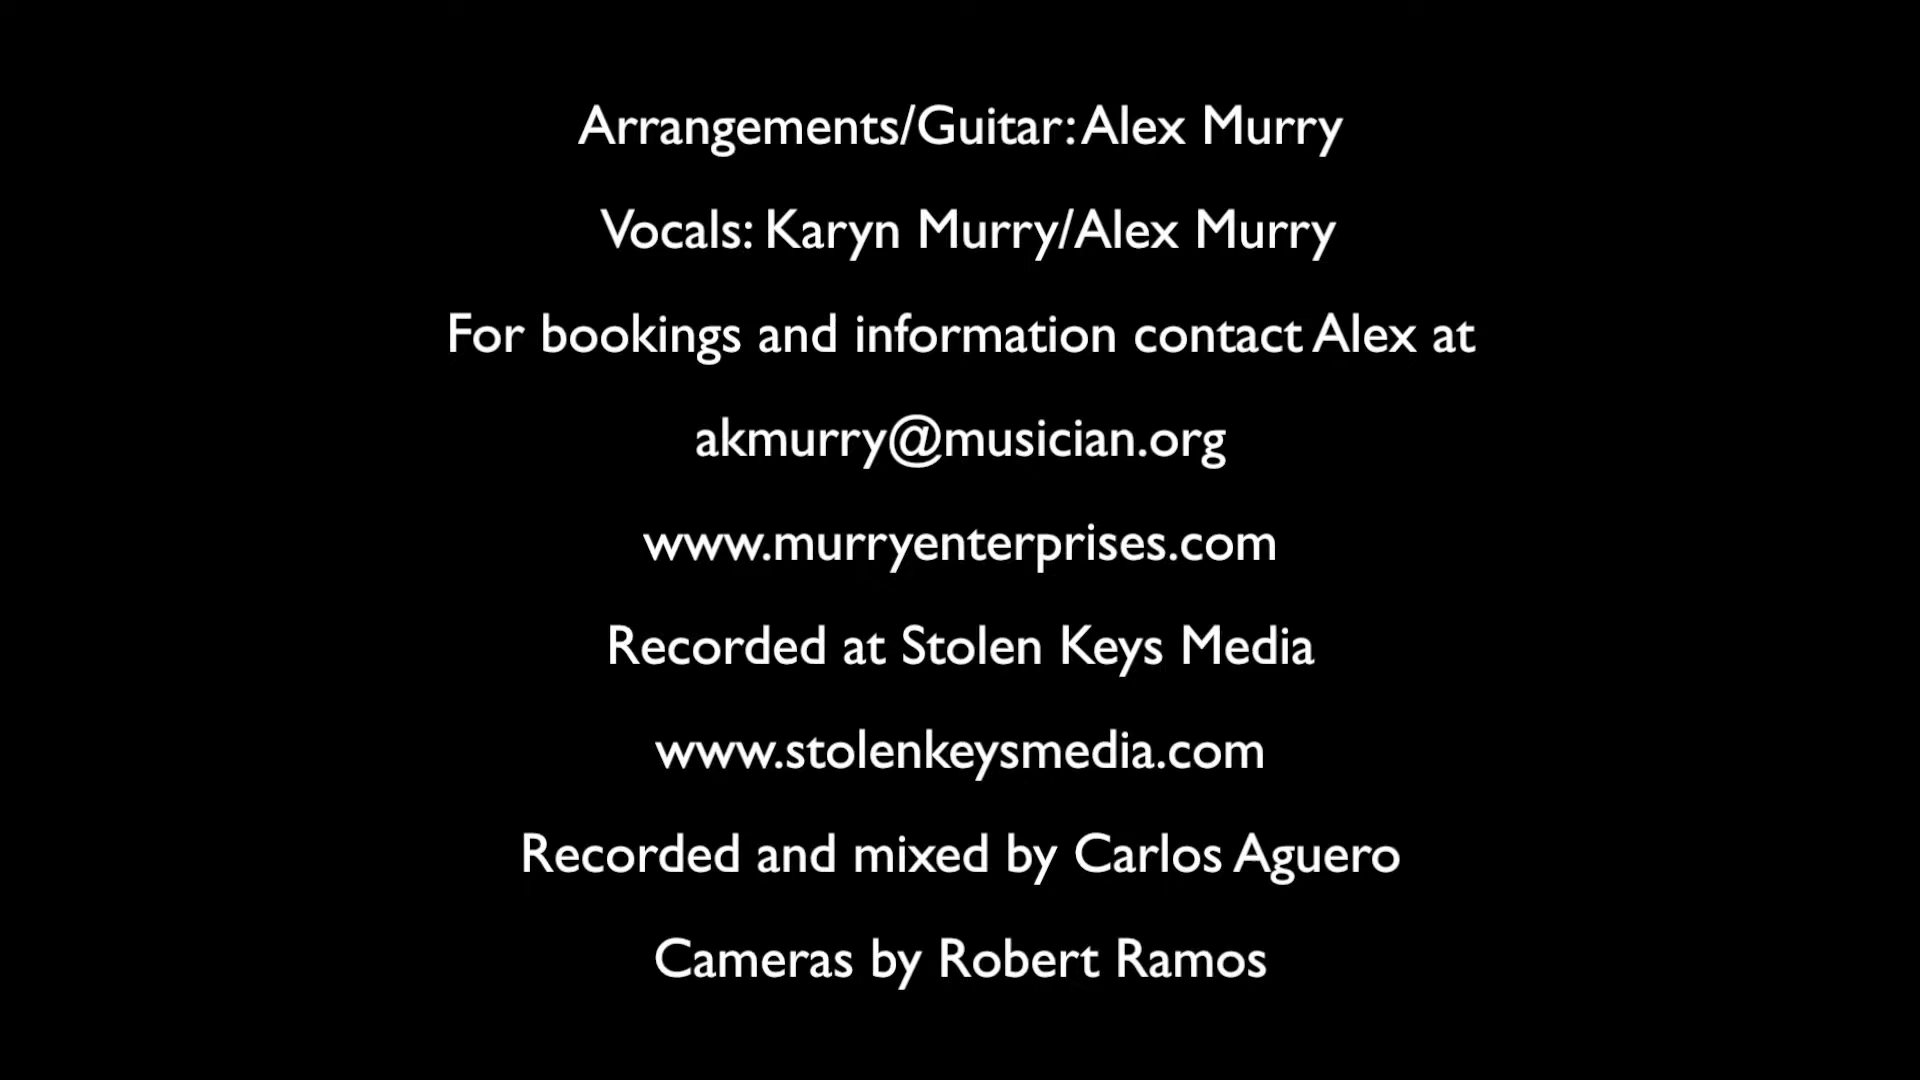 Arrangements/Guitar: Alex Murry
Vocals: Karyn Murry/Alex Murry
For bookings and information contact Alex at
akmurry@musician.org
www.murryenterprises.com
Recorded at Stolen Keys Media
www.stolenkeysmedia.com
Recorded and mixed by Carlos Aguero
Cameras by Robert Ramos